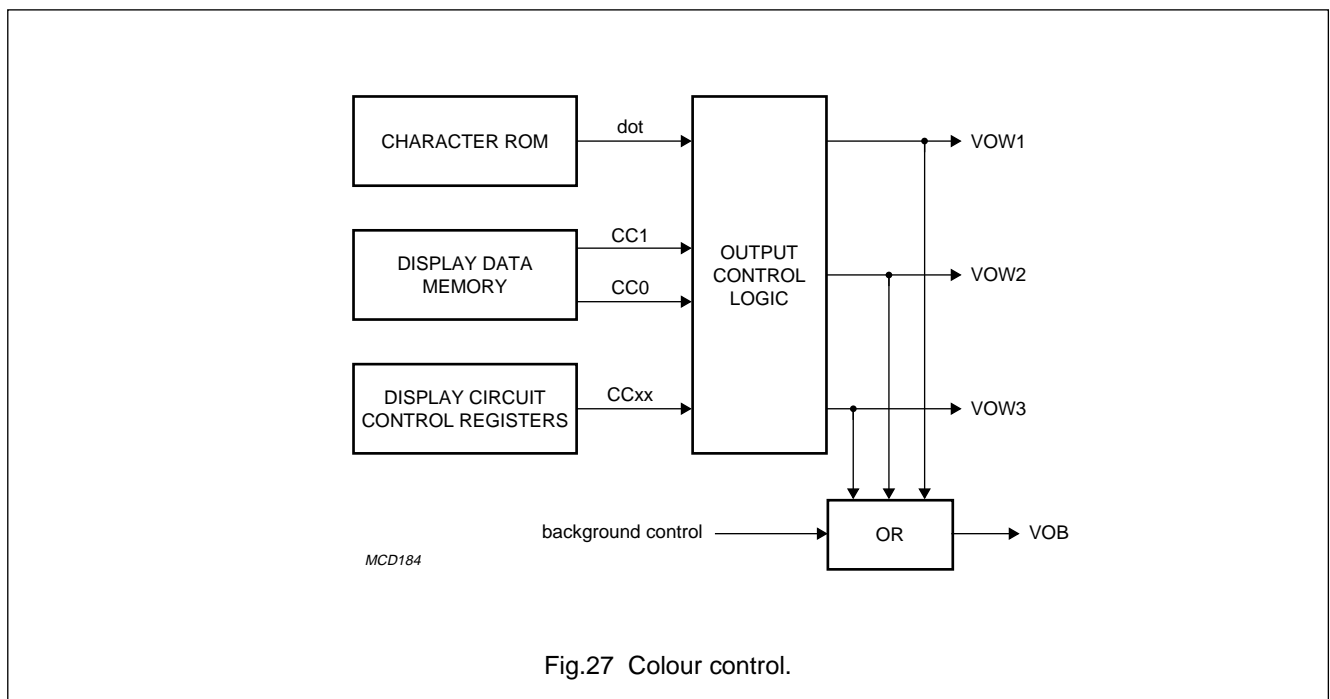 CHARACTER ROM
dot
VOW1
DISPLAY DATA
MEMORY
CC1
CC0
OUTPUT
CONTROL
LOGIC
VOW2
DISPLAY CIRCUIT
CONTROL REGISTERS
CCxx
VOW3
background control
OR
VOB
MCD184
Fig.27 Colour control.